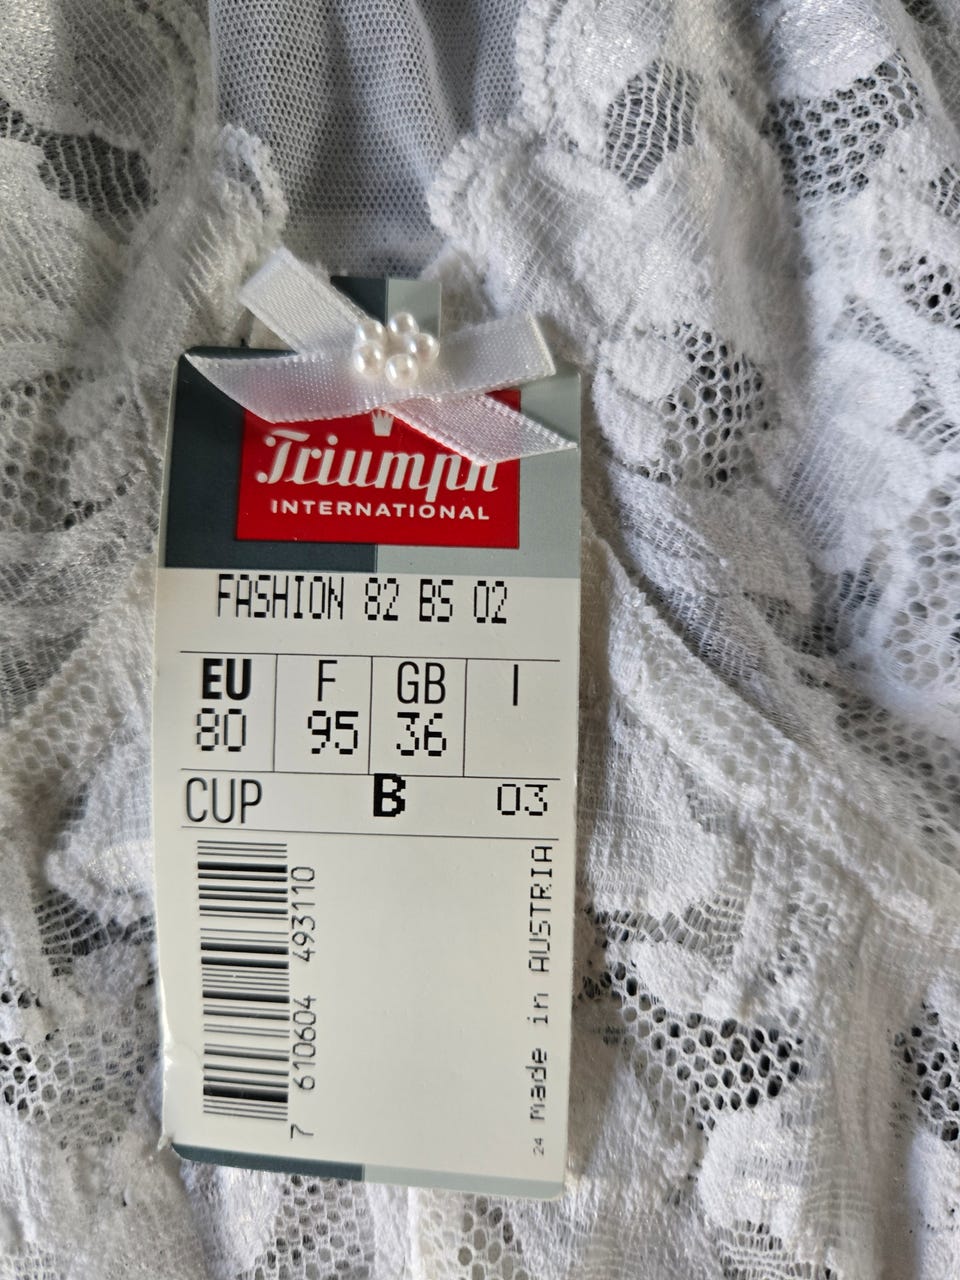 Triumph
INTERNATIONAL
FASHION 82 BS 02
EU F GB I
80 95 36
CUP B 03
7 610604 493110
24 made in AUSTRIA